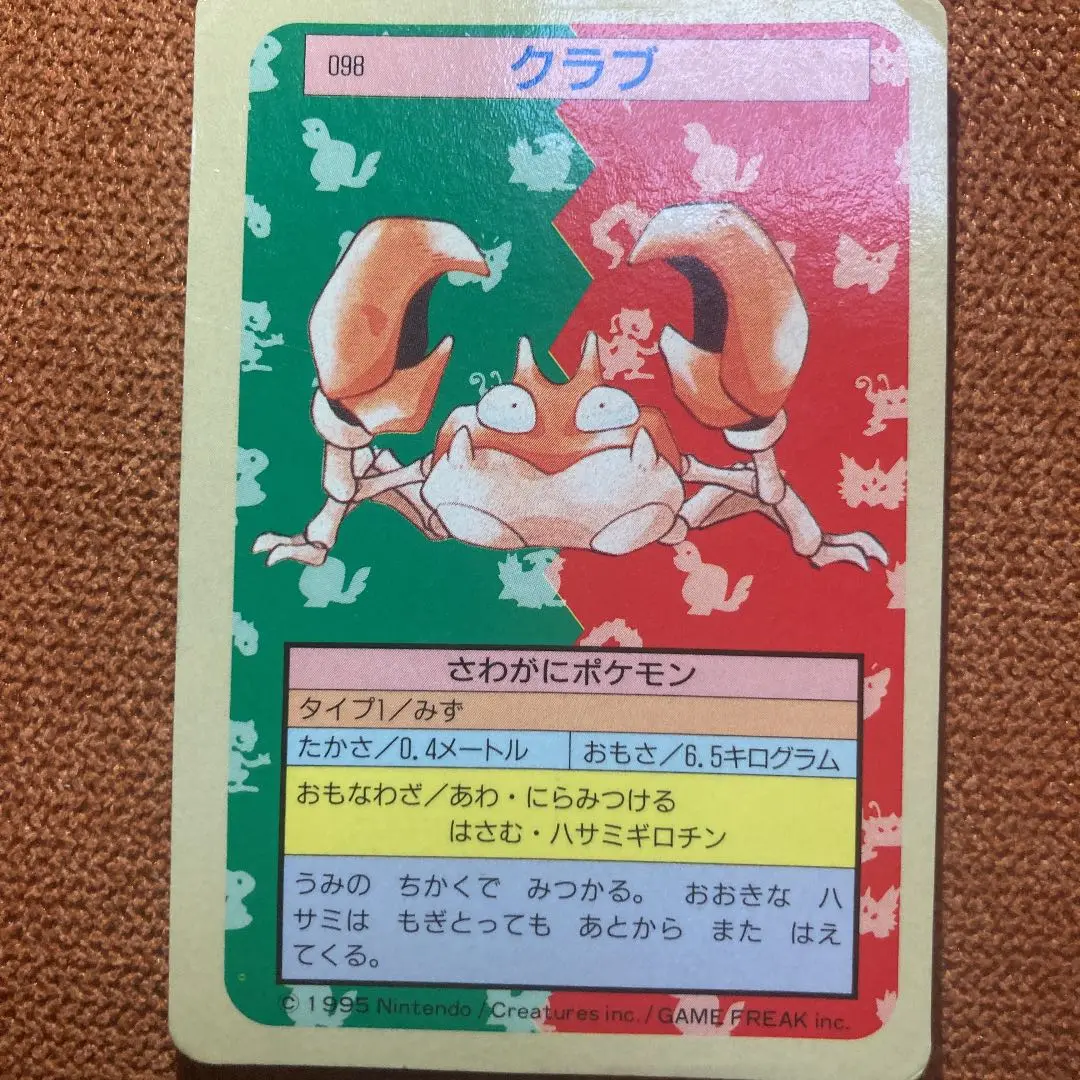 098 クラブ
さわがにポケモン
タイプ1／みず
たかさ／0.4メートル おもさ／6.5キログラム
おもなわざ／あわ・にらみつける
はさむ・ハサミギロチン
うみの ちかくで みつかる。 おおきな ハ
サミは もぎとっても あとから また はえ
てくる。
© 1995 Nintendo/Creatures inc./GAME FREAK inc.